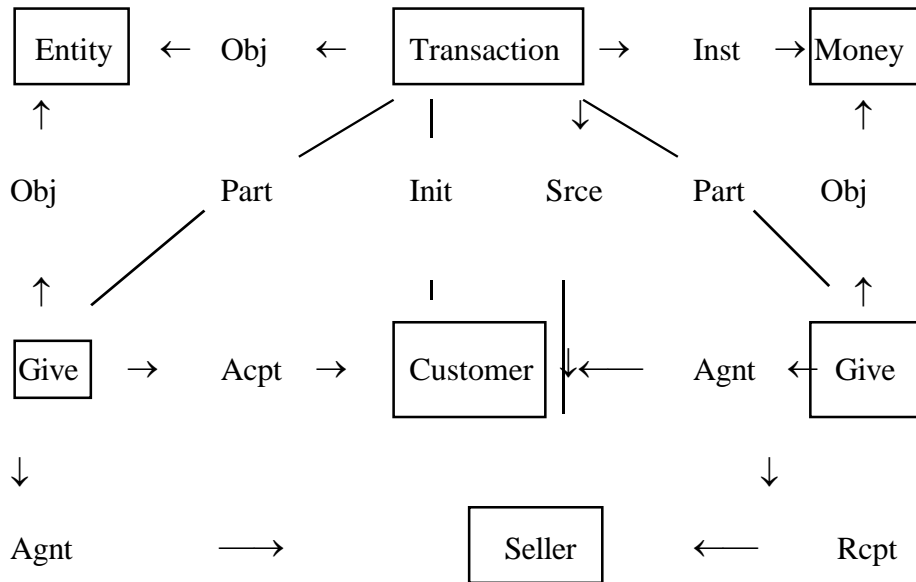 Entity ← Obj ← Transaction → Inst → Money
↑ ↓ ↑
Obj Part Init Srce Part Obj
↑ ↑
Give → Acpt → Customer ↓ ← Agnt ← Give
↓ ↓
Agnt → Seller ← Rcpt